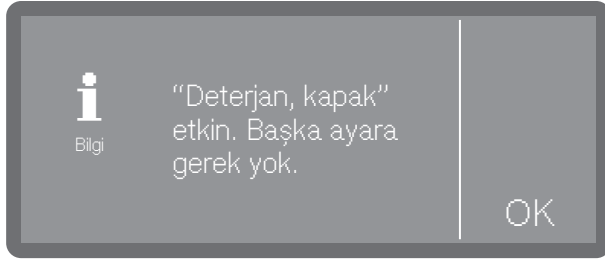 Bilgi
“Deterjan, kapak”
etkin. Başka ayara
gerek yok.
OK